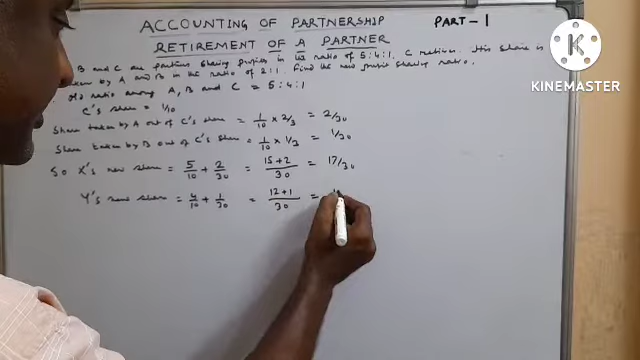 ACCOUNTING OF PARTNERSHIP PART-1
RETIREMENT OF A PARTNER
B and C are partners sharing profits in the ratio of 5:4:1. C retires. His share is
taken by A and B in the ratio of 2:1. Find the new profit sharing ratio.
Old ratio among A, B and C = 5:4:1
C's share = 1/10
Share taken by A out of C's share = 1/10 x 2/3 = 2/30
Share taken by B out of C's share = 1/10 x 1/3 = 1/30
So X's new share = 5/10 + 2/30 = 15+2/30 = 17/30
Y's new share = 4/10 + 1/30 = 12+1/30 =
K
KINEMASTER